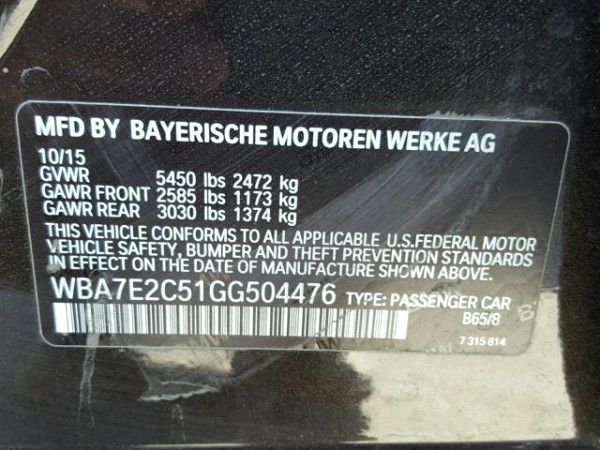 MFD BY BAYERISCHE MOTOREN WERKE AG
10/15
GVWR 5450 lbs 2472 kg
GAWR FRONT 2585 lbs 1173 kg
GAWR REAR 3030 lbs 1374 kg
THIS VEHICLE CONFORMS TO ALL APPLICABLE U.S.FEDERAL MOTOR
VEHICLE SAFETY, BUMPER AND THEFT PREVENTION STANDARDS
IN EFFECT ON THE DATE OF MANUFACTURE SHOWN ABOVE.
WBA7E2C51GG504476 TYPE: PASSENGER CAR
B65/8
7 315 814